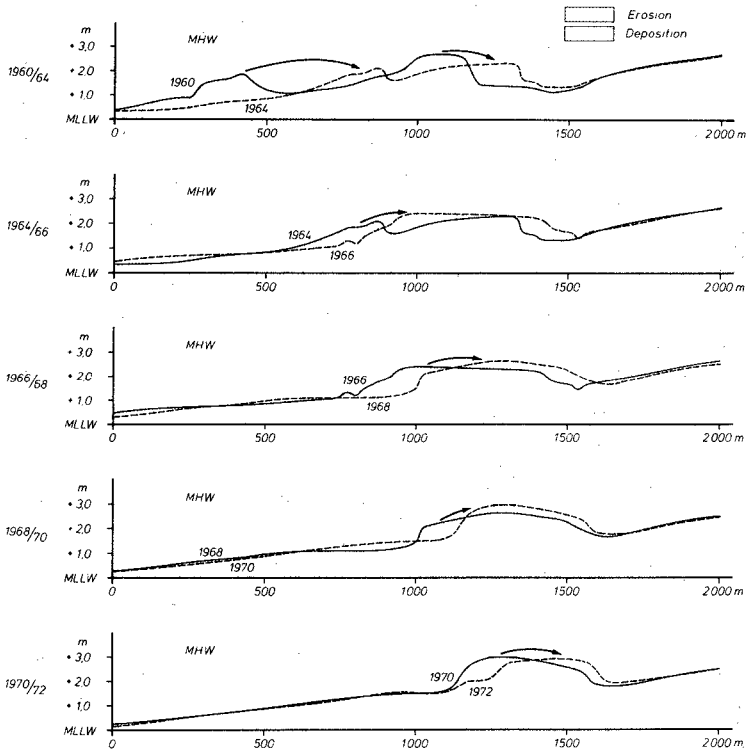 Erosion
Deposition
1960/64
m
MHW
+ 3,0
+ 2.0
+ 1.0
MLLW
1960
1964
0 500 1000 1500 2000 m
1964/66
m
MHW
+ 3.0
+ 2.0
+ 1.0
MLLW
1964
1966
0 500 1000 1500 2000 m
1966/68
m
MHW
+ 3.0
+ 2.0
+ 1.0
MLLW
1966
1968
0 500 1000 1500 2000 m
1968/70
m
MHW
+ 3.0
+ 2.0
+ 1.0
MLLW
1968
1970
0 500 1000 1500 2000 m
1970/72
m
MHW
+ 3.0
+ 2.0
+ 1.0
MLLW
1970
1972
0 500 1000 1500 2000 m